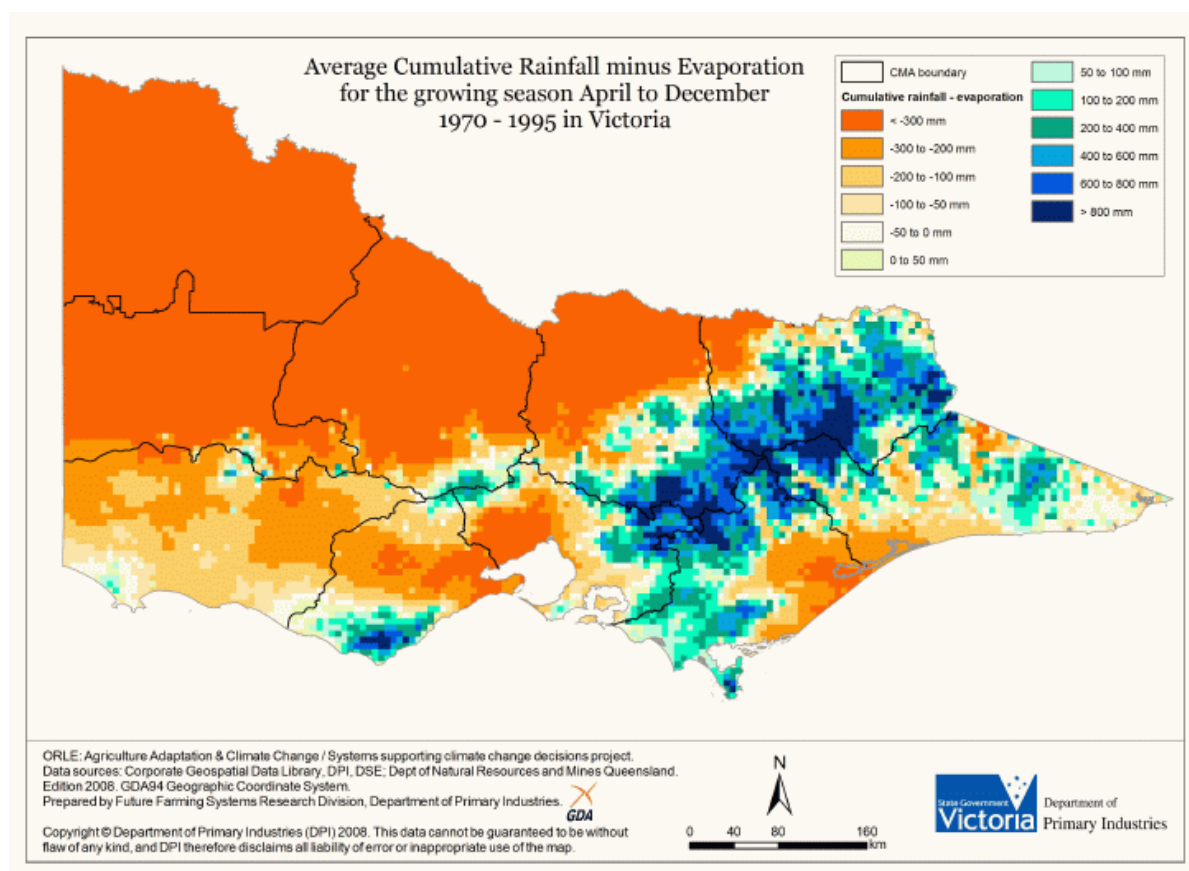 Average Cumulative Rainfall minus Evaporation
for the growing season April to December
1970 - 1995 in Victoria
CMA boundary
Cumulative rainfall - evaporation
< -300 mm
-300 to -200 mm
-200 to -100 mm
-100 to -50 mm
-50 to 0 mm
0 to 50 mm
50 to 100 mm
100 to 200 mm
200 to 400 mm
400 to 600 mm
600 to 800 mm
> 800 mm
ORLE: Agriculture Adaptation & Climate Change / Systems supporting climate change decisions project.
Data sources: Corporate Geospatial Data Library, DPI, DSE; Dept of Natural Resources and Mines Queensland.
Edition 2008. GDA94 Geographic Coordinate System.
Prepared by Future Farming Systems Research Division, Department of Primary Industries.
GDA
Copyright © Department of Primary Industries (DPI) 2008. This data cannot be guaranteed to be without
flaw of any kind, and DPI therefore disclaims all liability of error or inappropriate use of the map.
N
0 40 80 160
km
State Government
Victoria
Department of
Primary Industries